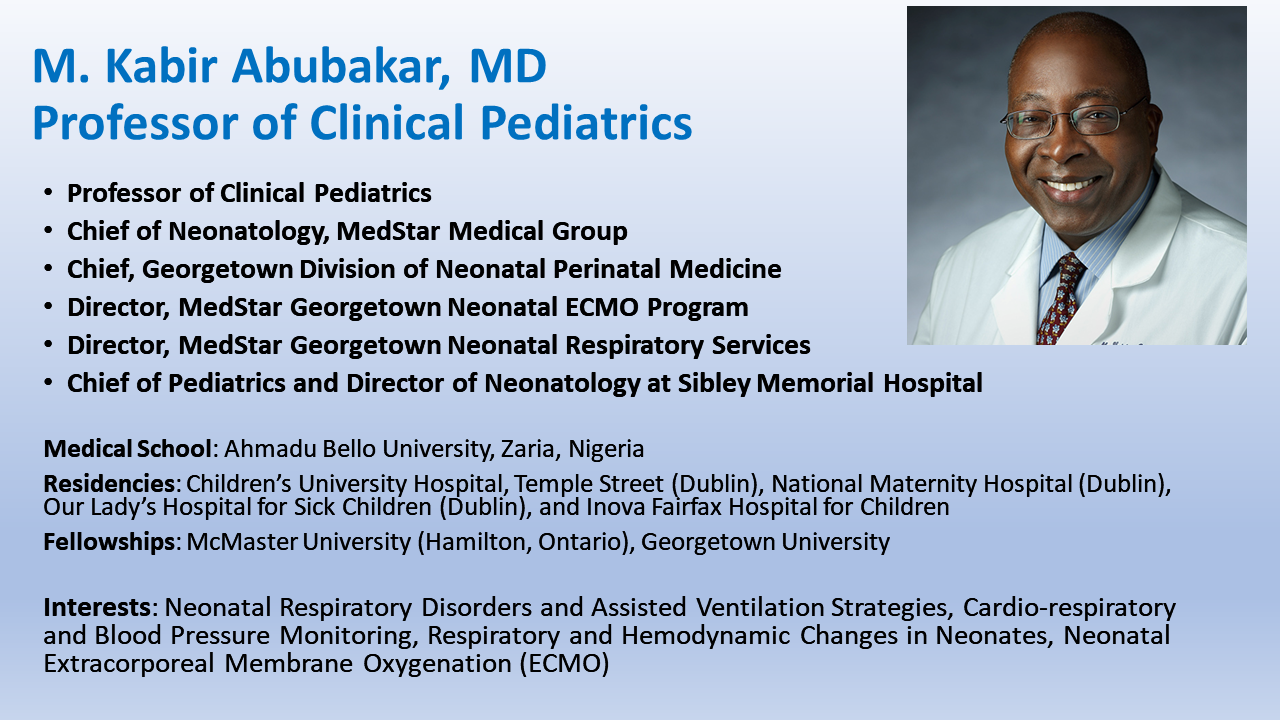 M. Kabir Abubakar, MD
Professor of Clinical Pediatrics
• Professor of Clinical Pediatrics
• Chief of Neonatology, MedStar Medical Group
• Chief, Georgetown Division of Neonatal Perinatal Medicine
• Director, MedStar Georgetown Neonatal ECMO Program
• Director, MedStar Georgetown Neonatal Respiratory Services
• Chief of Pediatrics and Director of Neonatology at Sibley Memorial Hospital
Medical School: Ahmadu Bello University, Zaria, Nigeria
Residencies: Children’s University Hospital, Temple Street (Dublin), National Maternity Hospital (Dublin),
Our Lady’s Hospital for Sick Children (Dublin), and Inova Fairfax Hospital for Children
Fellowships: McMaster University (Hamilton, Ontario), Georgetown University
Interests: Neonatal Respiratory Disorders and Assisted Ventilation Strategies, Cardio-respiratory
and Blood Pressure Monitoring, Respiratory and Hemodynamic Changes in Neonates, Neonatal
Extracorporeal Membrane Oxygenation (ECMO)